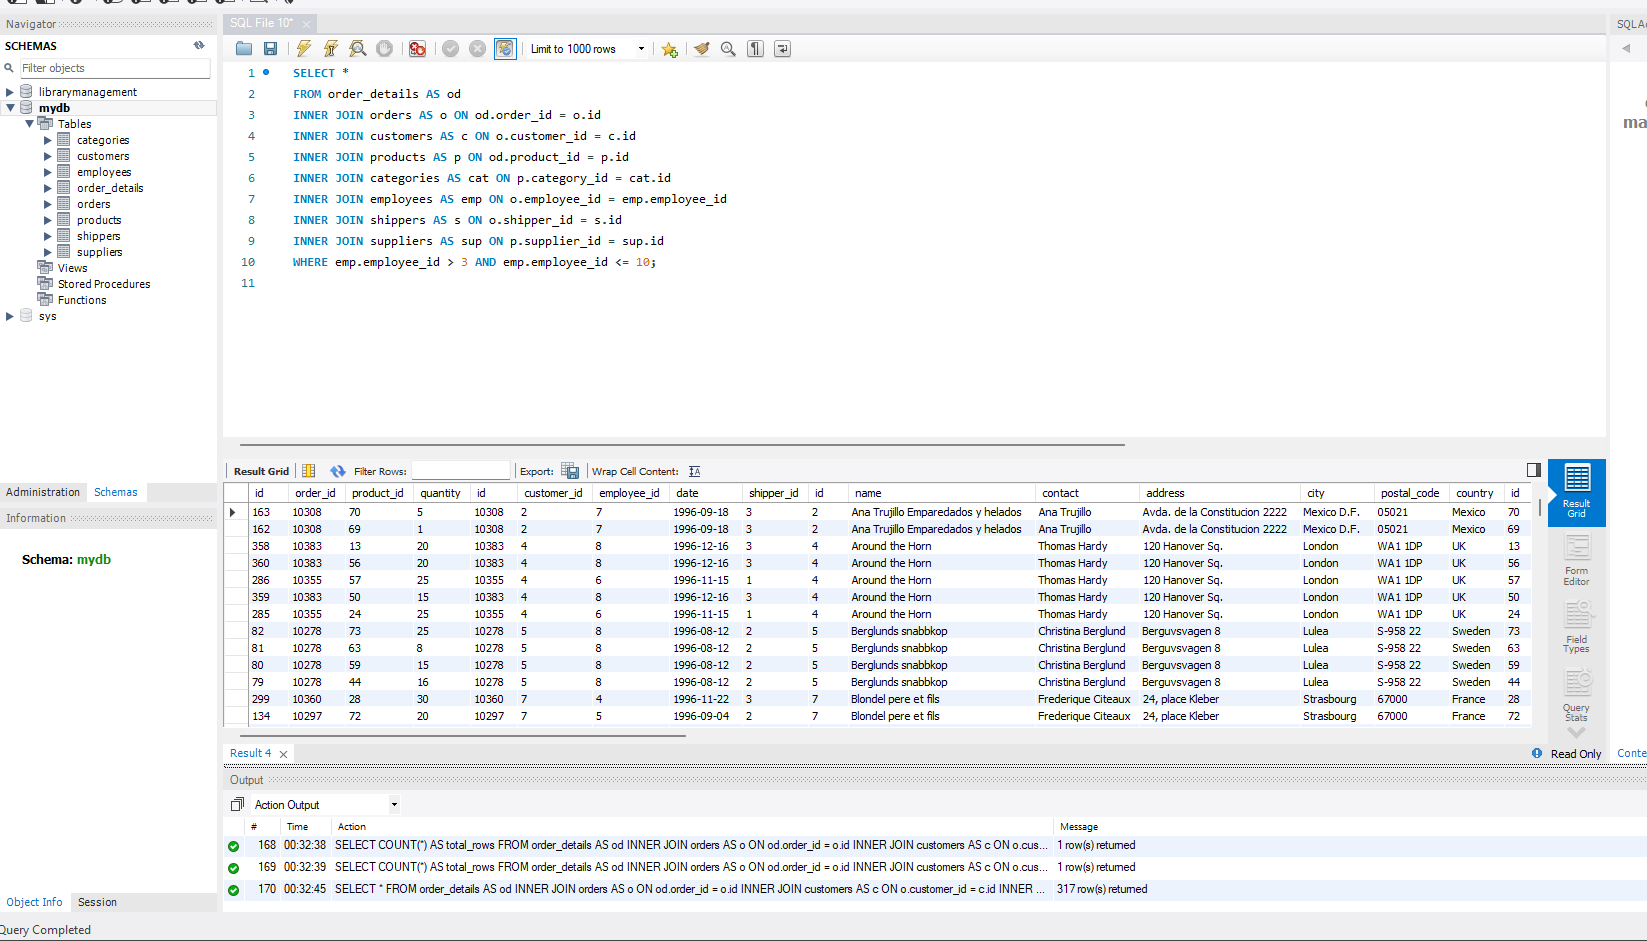 Navigator
SQL File 10*
SQLAc
SCHEMAS
Filter objects
librarymanagement
mydb
Tables
categories
customers
employees
order_details
orders
products
shippers
suppliers
Views
Stored Procedures
Functions
sys
Limit to 1000 rows
1 SELECT *
2 FROM order_details AS od
3 INNER JOIN orders AS o ON od.order_id = o.id
4 INNER JOIN customers AS c ON o.customer_id = c.id
5 INNER JOIN products AS p ON od.product_id = p.id
6 INNER JOIN categories AS cat ON p.category_id = cat.id
7 INNER JOIN employees AS emp ON o.employee_id = emp.employee_id
8 INNER JOIN shippers AS s ON o.shipper_id = s.id
9 INNER JOIN suppliers AS sup ON p.supplier_id = sup.id
10 WHERE emp.employee_id > 3 AND emp.employee_id <= 10;
11
ma
Administration Schemas
Information
Schema: mydb
Result Grid Filter Rows: Export: Wrap Cell Content:
id order_id product_id quantity id customer_id employee_id date shipper_id id name contact address city postal_code country id
163 10308 70 5 10308 2 7 1996-09-18 3 2 Ana Trujillo Emparedados y helados Ana Trujillo Avda. de la Constitucion 2222 Mexico D.F. 05021 Mexico 70
162 10308 69 1 10308 2 7 1996-09-18 3 2 Ana Trujillo Emparedados y helados Ana Trujillo Avda. de la Constitucion 2222 Mexico D.F. 05021 Mexico 69
358 10383 13 20 10383 4 8 1996-12-16 3 4 Around the Horn Thomas Hardy 120 Hanover Sq. London WA1 1DP UK 13
360 10383 56 20 10383 4 8 1996-12-16 3 4 Around the Horn Thomas Hardy 120 Hanover Sq. London WA1 1DP UK 56
286 10355 57 25 10355 4 6 1996-11-15 1 4 Around the Horn Thomas Hardy 120 Hanover Sq. London WA1 1DP UK 57
359 10383 50 15 10383 4 8 1996-12-16 3 4 Around the Horn Thomas Hardy 120 Hanover Sq. London WA1 1DP UK 50
285 10355 24 25 10355 4 6 1996-11-15 1 4 Around the Horn Thomas Hardy 120 Hanover Sq. London WA1 1DP UK 24
82 10278 73 25 10278 5 8 1996-08-12 2 5 Berglunds snabbkop Christina Berglund Berguvsvagen 8 Lulea S-958 22 Sweden 73
81 10278 63 8 10278 5 8 1996-08-12 2 5 Berglunds snabbkop Christina Berglund Berguvsvagen 8 Lulea S-958 22 Sweden 63
80 10278 59 15 10278 5 8 1996-08-12 2 5 Berglunds snabbkop Christina Berglund Berguvsvagen 8 Lulea S-958 22 Sweden 59
79 10278 44 16 10278 5 8 1996-08-12 2 5 Berglunds snabbkop Christina Berglund Berguvsvagen 8 Lulea S-958 22 Sweden 44
299 10360 28 30 10360 7 4 1996-11-22 3 7 Blondel pere et fils Frederique Citeaux 24, place Kleber Strasbourg 67000 France 28
134 10297 72 20 10297 7 5 1996-09-04 2 7 Blondel pere et fils Frederique Citeaux 24, place Kleber Strasbourg 67000 France 72
Result
Grid
Form
Editor
Field
Types
Query
Stats
Result 4
Read Only
Conte
Output
Action Output
# Time Action Message
168 00:32:38 SELECT COUNT(*) AS total_rows FROM order_details AS od INNER JOIN orders AS o ON od.order_id = o.id INNER JOIN customers AS c ON o.cus... 1 row(s) returned
169 00:32:39 SELECT COUNT(*) AS total_rows FROM order_details AS od INNER JOIN orders AS o ON od.order_id = o.id INNER JOIN customers AS c ON o.cus... 1 row(s) returned
170 00:32:45 SELECT * FROM order_details AS od INNER JOIN orders AS o ON od.order_id = o.id INNER JOIN customers AS c ON o.customer_id = c.id INNER ... 317 row(s) returned
Object Info Session
Query Completed